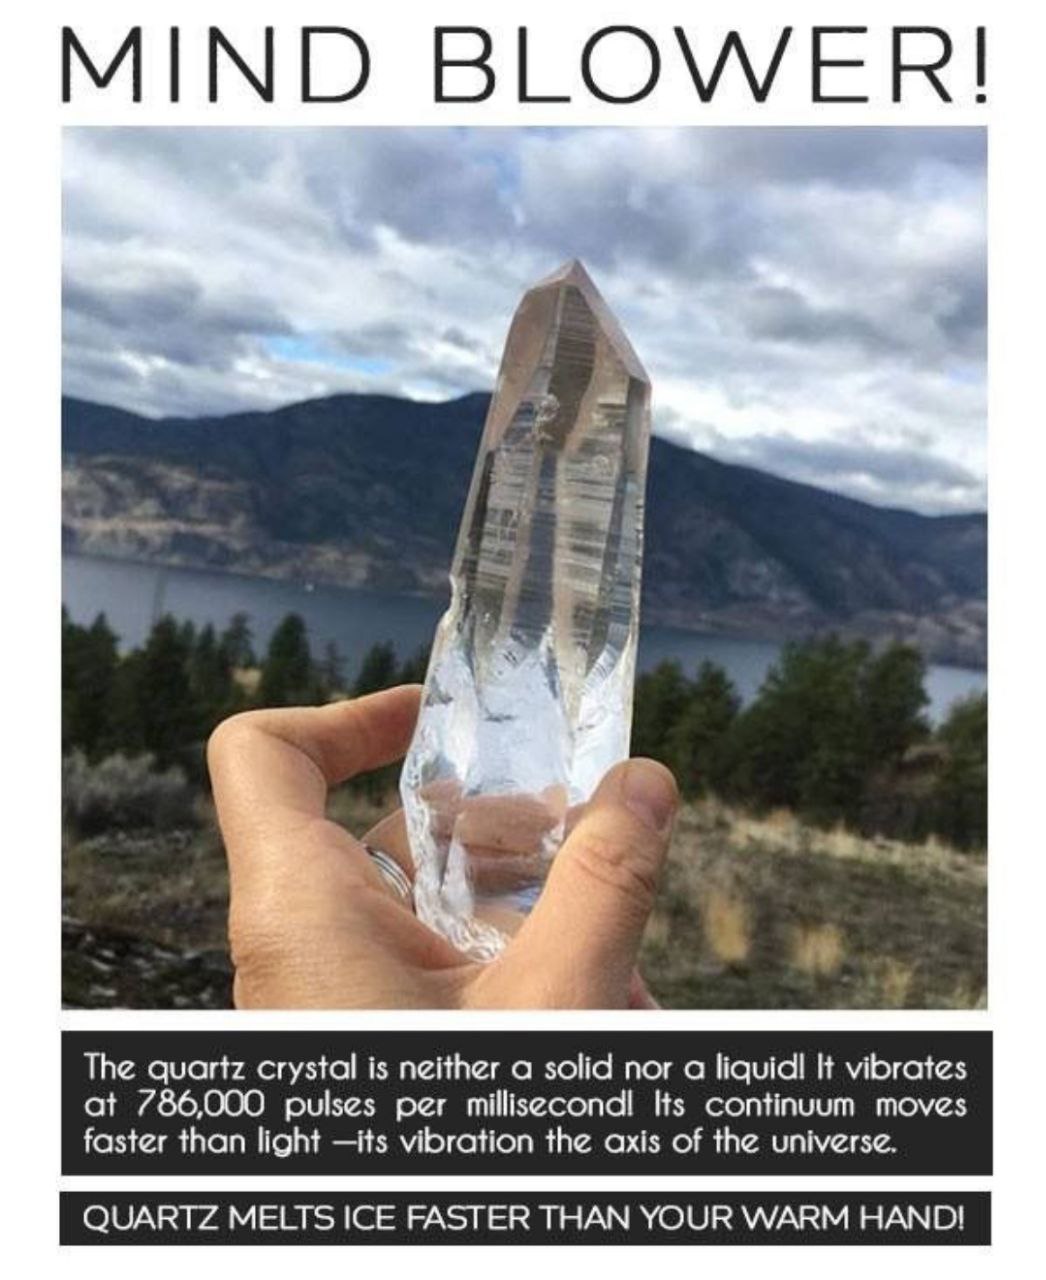 MIND BLOWER!
The quartz crystal is neither a solid nor a liquid! It vibrates
at 786,000 pulses per millisecond! Its continuum moves
faster than light —its vibration the axis of the universe.
QUARTZ MELTS ICE FASTER THAN YOUR WARM HAND!